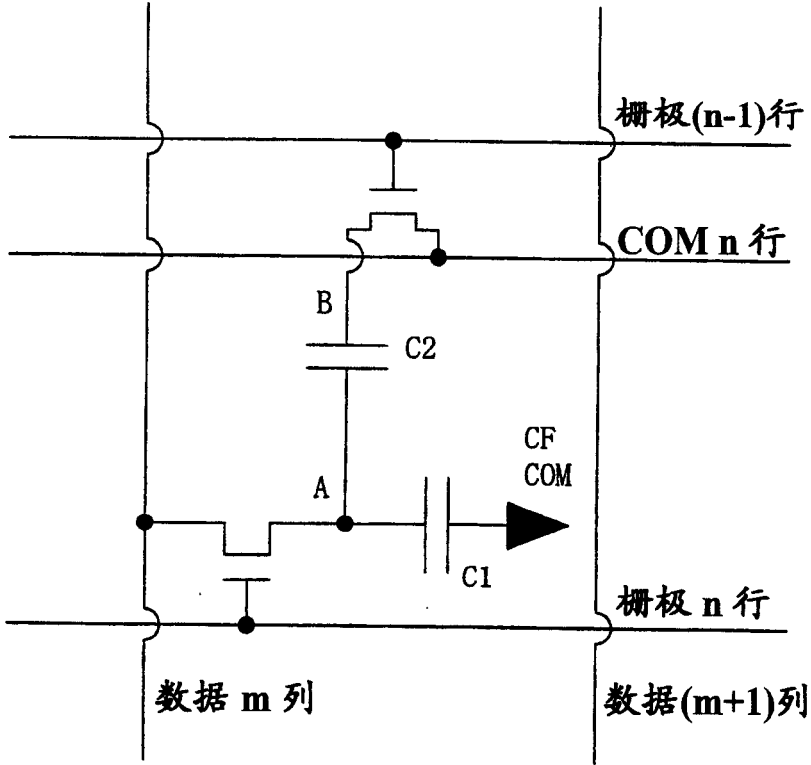 栅极(n-1)行
COM n 行
B
C2
CF
COM
A
C1
栅极 n 行
数据 m 列
数据(m+1)列